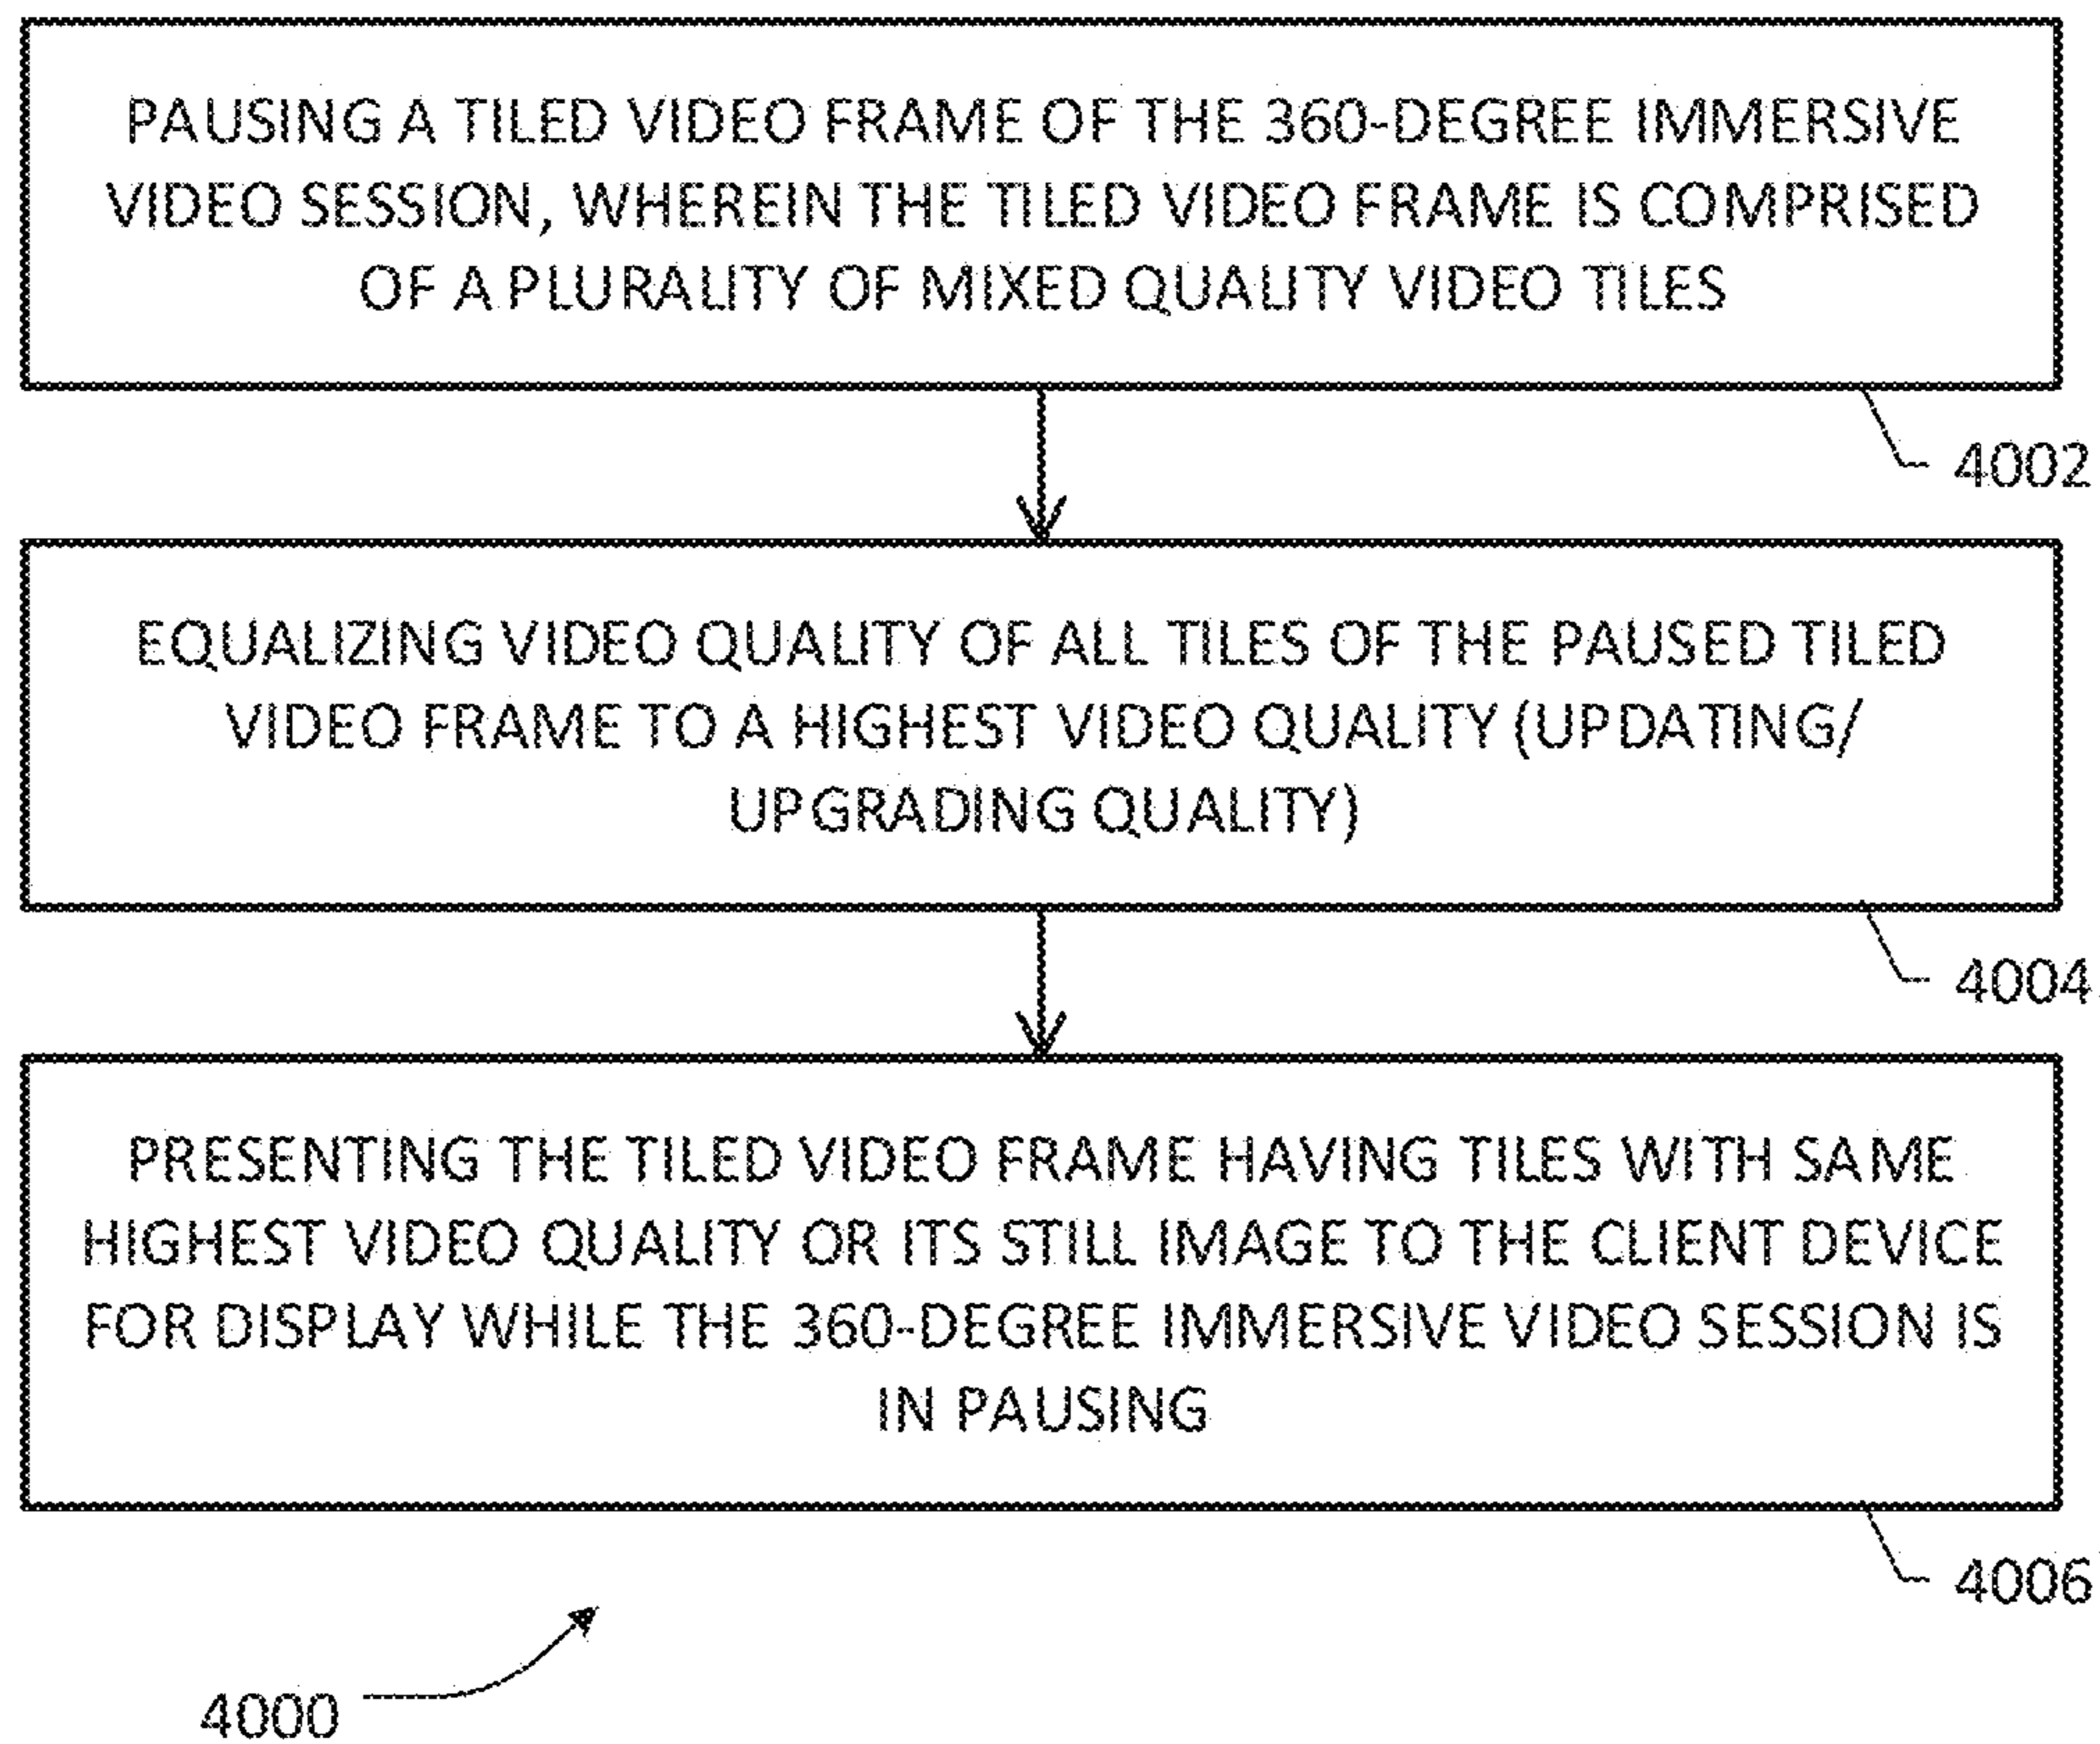 PAUSING A TILED VIDEO FRAME OF THE 360-DEGREE IMMERSIVE
VIDEO SESSION, WHEREIN THE TILED VIDEO FRAME IS COMPRISED
OF A PLURALITY OF MIXED QUALITY VIDEO TILES
4002
EQUALIZING VIDEO QUALITY OF ALL TILES OF THE PAUSED TILED
VIDEO FRAME TO A HIGHEST VIDEO QUALITY (UPDATING/
UPGRADING QUALITY)
4004
PRESENTING THE TILED VIDEO FRAME HAVING TILES WITH SAME
HIGHEST VIDEO QUALITY OR ITS STILL IMAGE TO THE CLIENT DEVICE
FOR DISPLAY WHILE THE 360-DEGREE IMMERSIVE VIDEO SESSION IS
IN PAUSING
4006
4000